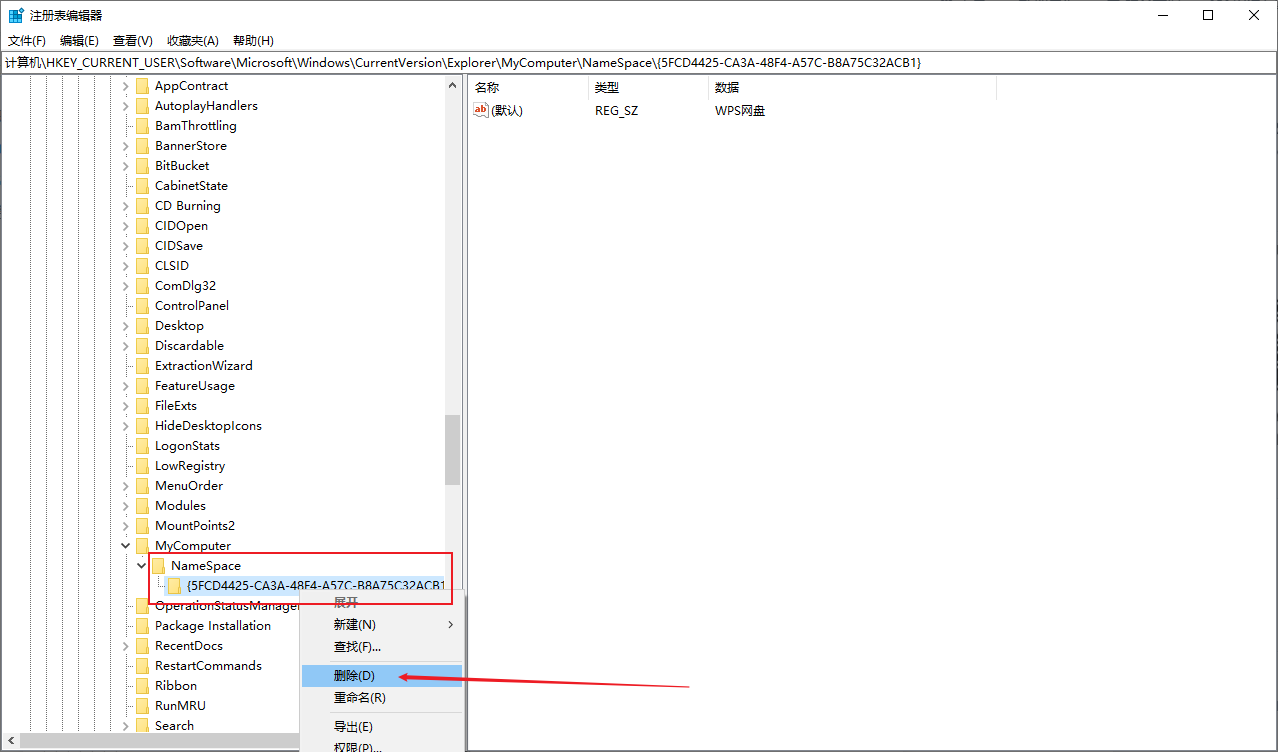 注册表编辑器
文件(F) 编辑(E) 查看(V) 收藏夹(A) 帮助(H)
计算机\HKEY_CURRENT_USER\Software\Microsoft\Windows\CurrentVersion\Explorer\MyComputer\NameSpace\{5FCD4425-CA3A-48F4-A57C-B8A75C32ACB1}
AppContract
AutoplayHandlers
BamThrottling
BannerStore
BitBucket
CabinetState
CD Burning
CIDOpen
CIDSave
CLSID
ComDlg32
ControlPanel
Desktop
Discardable
ExtractionWizard
FeatureUsage
FileExts
HideDesktopIcons
LogonStats
LowRegistry
MenuOrder
Modules
MountPoints2
MyComputer
NameSpace
{5FCD4425-CA3A-48F4-A57C-B8A75C32ACB1
OperationStatusManager
Package Installation
RecentDocs
RestartCommands
Ribbon
RunMRU
Search
展开
新建(N)
查找(F)...
删除(D)
重命名(R)
导出(E)
权限(P)...
名称 类型 数据
ab (默认) REG_SZ WPS网盘